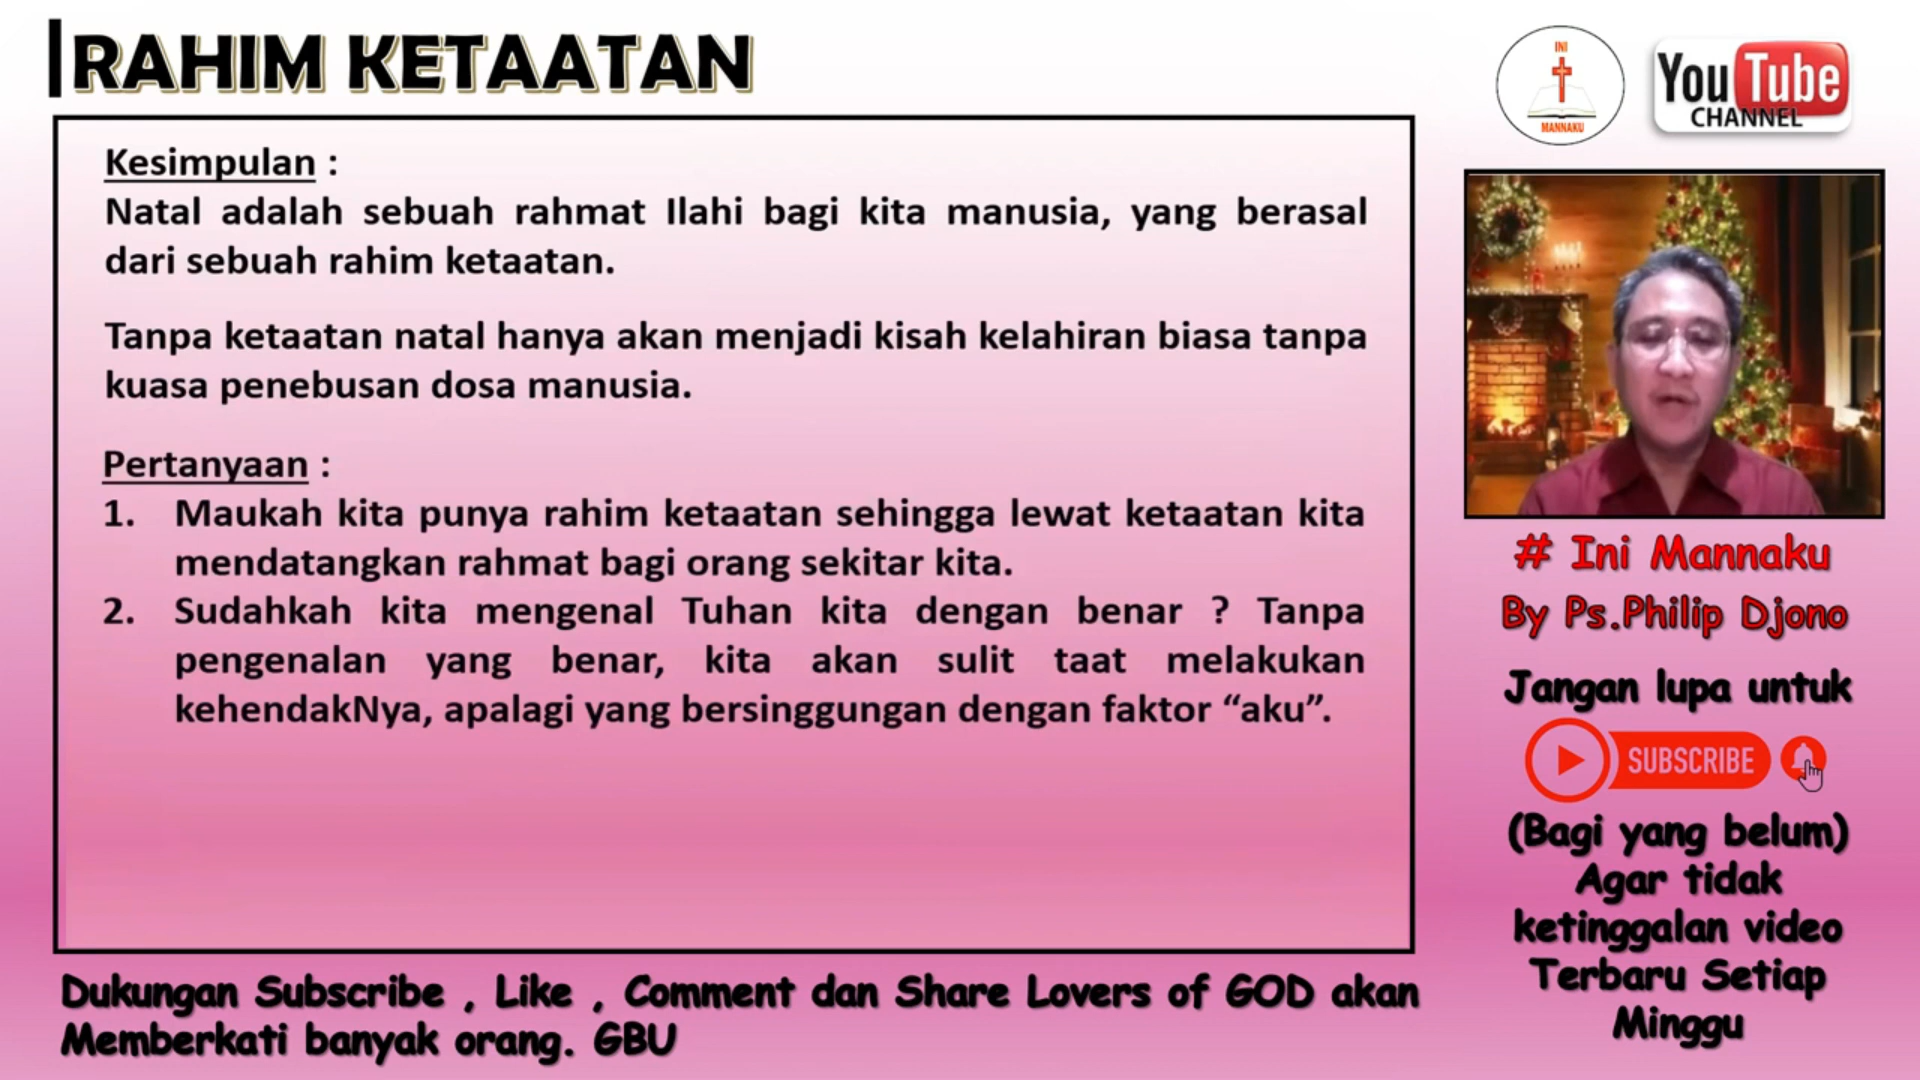 RAHIM KETAATAN
INI
MANNAKU
You Tube
CHANNEL
Kesimpulan :
Natal adalah sebuah rahmat Ilahi bagi kita manusia, yang berasal
dari sebuah rahim ketaatan.
Tanpa ketaatan natal hanya akan menjadi kisah kelahiran biasa tanpa
kuasa penebusan dosa manusia.
Pertanyaan :
1. Maukah kita punya rahim ketaatan sehingga lewat ketaatan kita
mendatangkan rahmat bagi orang sekitar kita.
2. Sudahkah kita mengenal Tuhan kita dengan benar ? Tanpa
pengenalan yang benar, kita akan sulit taat melakukan
kehendakNya, apalagi yang bersinggungan dengan faktor “aku”.
# Ini Mannaku
By Ps.Philip Djono
Jangan lupa untuk
SUBSCRIBE
(Bagi yang belum)
Agar tidak
ketinggalan video
Terbaru Setiap
Minggu
Dukungan Subscribe , Like , Comment dan Share Lovers of GOD akan
Memberkati banyak orang. GBU